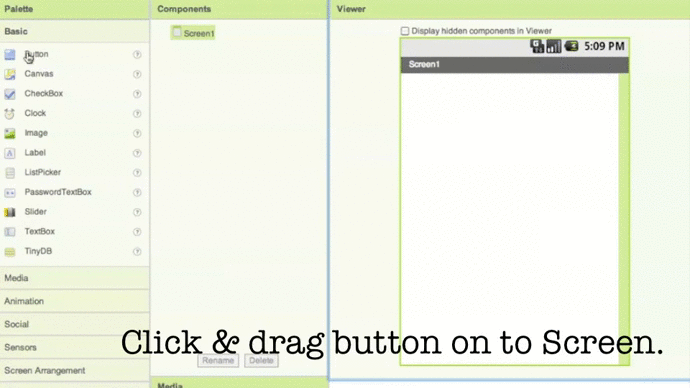 Palette
Components
Viewer
Basic
Button
Canvas
CheckBox
Clock
Image
Label
ListPicker
PasswordTextBox
Slider
TextBox
TinyDB
Media
Animation
Social
Sensors
Screen Arrangement
Screen1
Rename
Delete
Media
Display hidden components in Viewer
5:09 PM
Screen1
Click & drag button on to Screen.